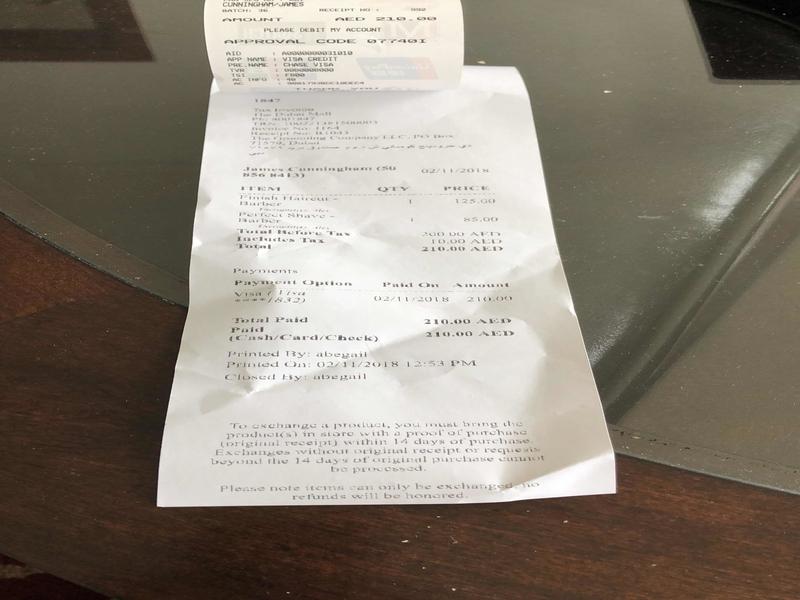 CUNNINGHAM/JAMES
BATCH: 36 RECEIPT NO :
AMOUNT AED 210.00
PLEASE DEBIT MY ACCOUNT
APPROVAL CODE 07740I
AID : A0000000031010
APP NAME : VISA CREDIT
PRE NAME : CHASE VISA
TVR : 0000000000
TSI : F800
AC INFO : 40
AC :
THANK YOU
1847
Tax Invoice
The Dubai Mall
Invoice No: 1164
Receipt No:
The Grooming Company LLC, PO Box
71570, Dubai
James Cunningham (50
856 8413) 02/11/2018
ITEM QTY PRICE
Finish Haircut - 1 125.00
Barber
Perfect Shave - 1 85.00
Barber
Total Before Tax 200.00 AED
Includes Tax 10.00 AED
Total 210.00 AED
Payments
Payment Option Paid On Amount
Visa ( Visa 02/11/2018 210.00
****1832)
Total Paid 210.00 AED
Paid 210.00 AED
(Cash/Card/Check)
Printed By: abegail
Printed On: 02/11/2018 12:53 PM
Closed By: abegail
To exchange a product, you must bring the
product(s) in store with a proof of purchase
(original receipt) within 14 days of purchase.
Exchanges without original receipt or requests
beyond the 14 days of original purchase cannot
be processed.
Please note items can only be exchanged, no
refunds will be honored.